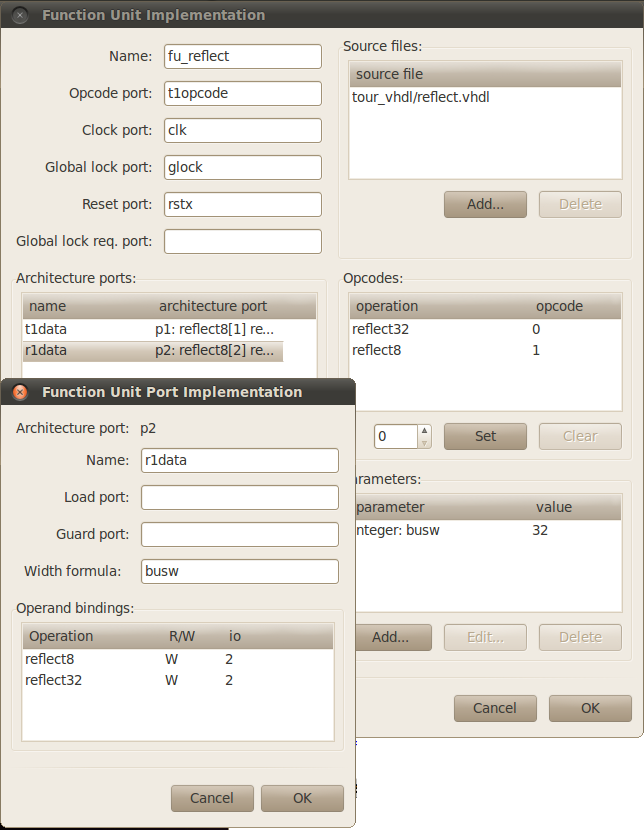 Function Unit Implementation
Name: fu_reflect
Opcode port: t1opcode
Clock port: clk
Global lock port: glock
Reset port: rstx
Global lock req. port:
Source files:
source file
tour_vhdl/reflect.vhdl
Add... Delete
Architecture ports:
name architecture port
t1data p1: reflect8[1] re...
r1data p2: reflect8[2] re...
Opcodes:
operation opcode
reflect32 0
reflect8 1
0 Set Clear
rameters:
parameter value
nteger: busw 32
Add... Edit... Delete
Cancel OK
Function Unit Port Implementation
Architecture port: p2
Name: r1data
Load port:
Guard port:
Width formula: busw
Operand bindings:
Operation R/W io
reflect8 W 2
reflect32 W 2
Cancel OK